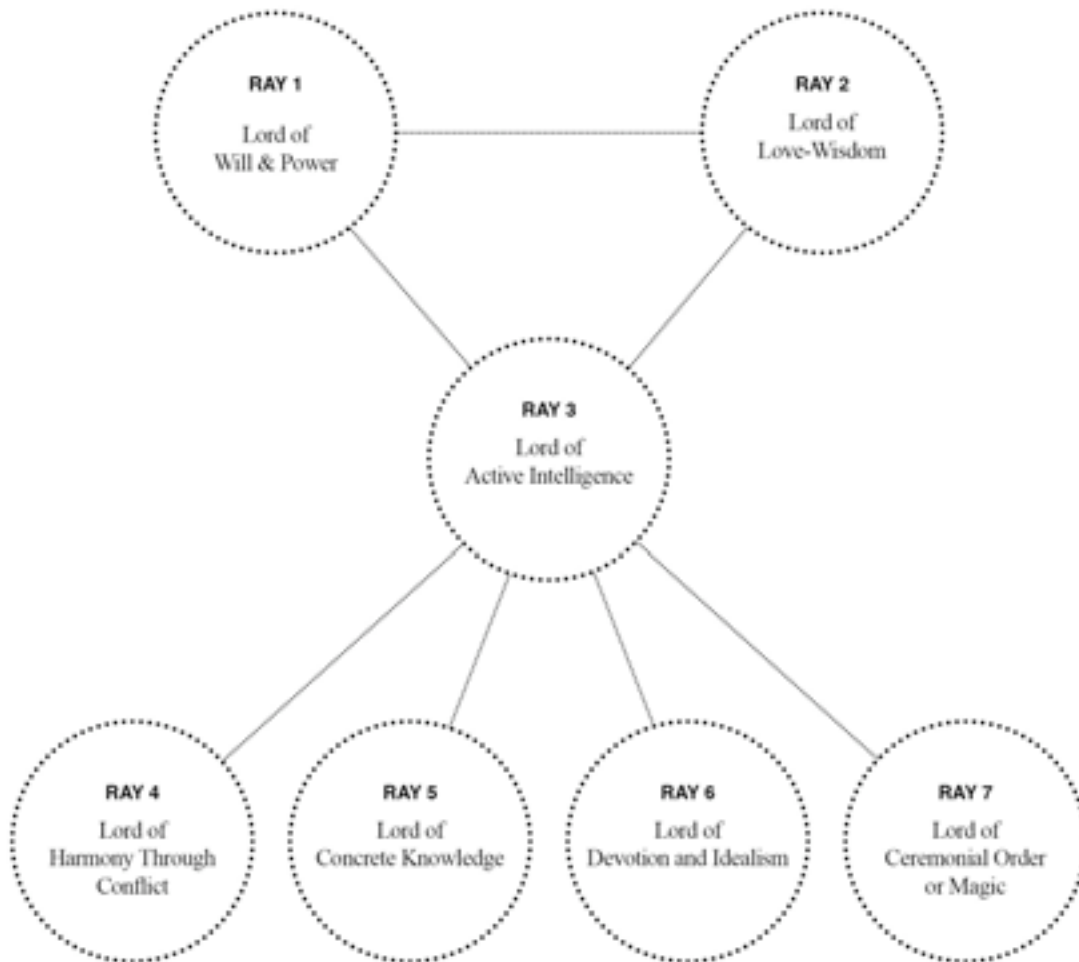 RAY 1
Lord of
Will & Power
RAY 2
Lord of
Love-Wisdom
RAY 3
Lord of
Active Intelligence
RAY 4
Lord of
Harmony Through
Conflict
RAY 5
Lord of
Concrete Knowledge
RAY 6
Lord of
Devotion and Idealism
RAY 7
Lord of
Ceremonial Order
or Magic